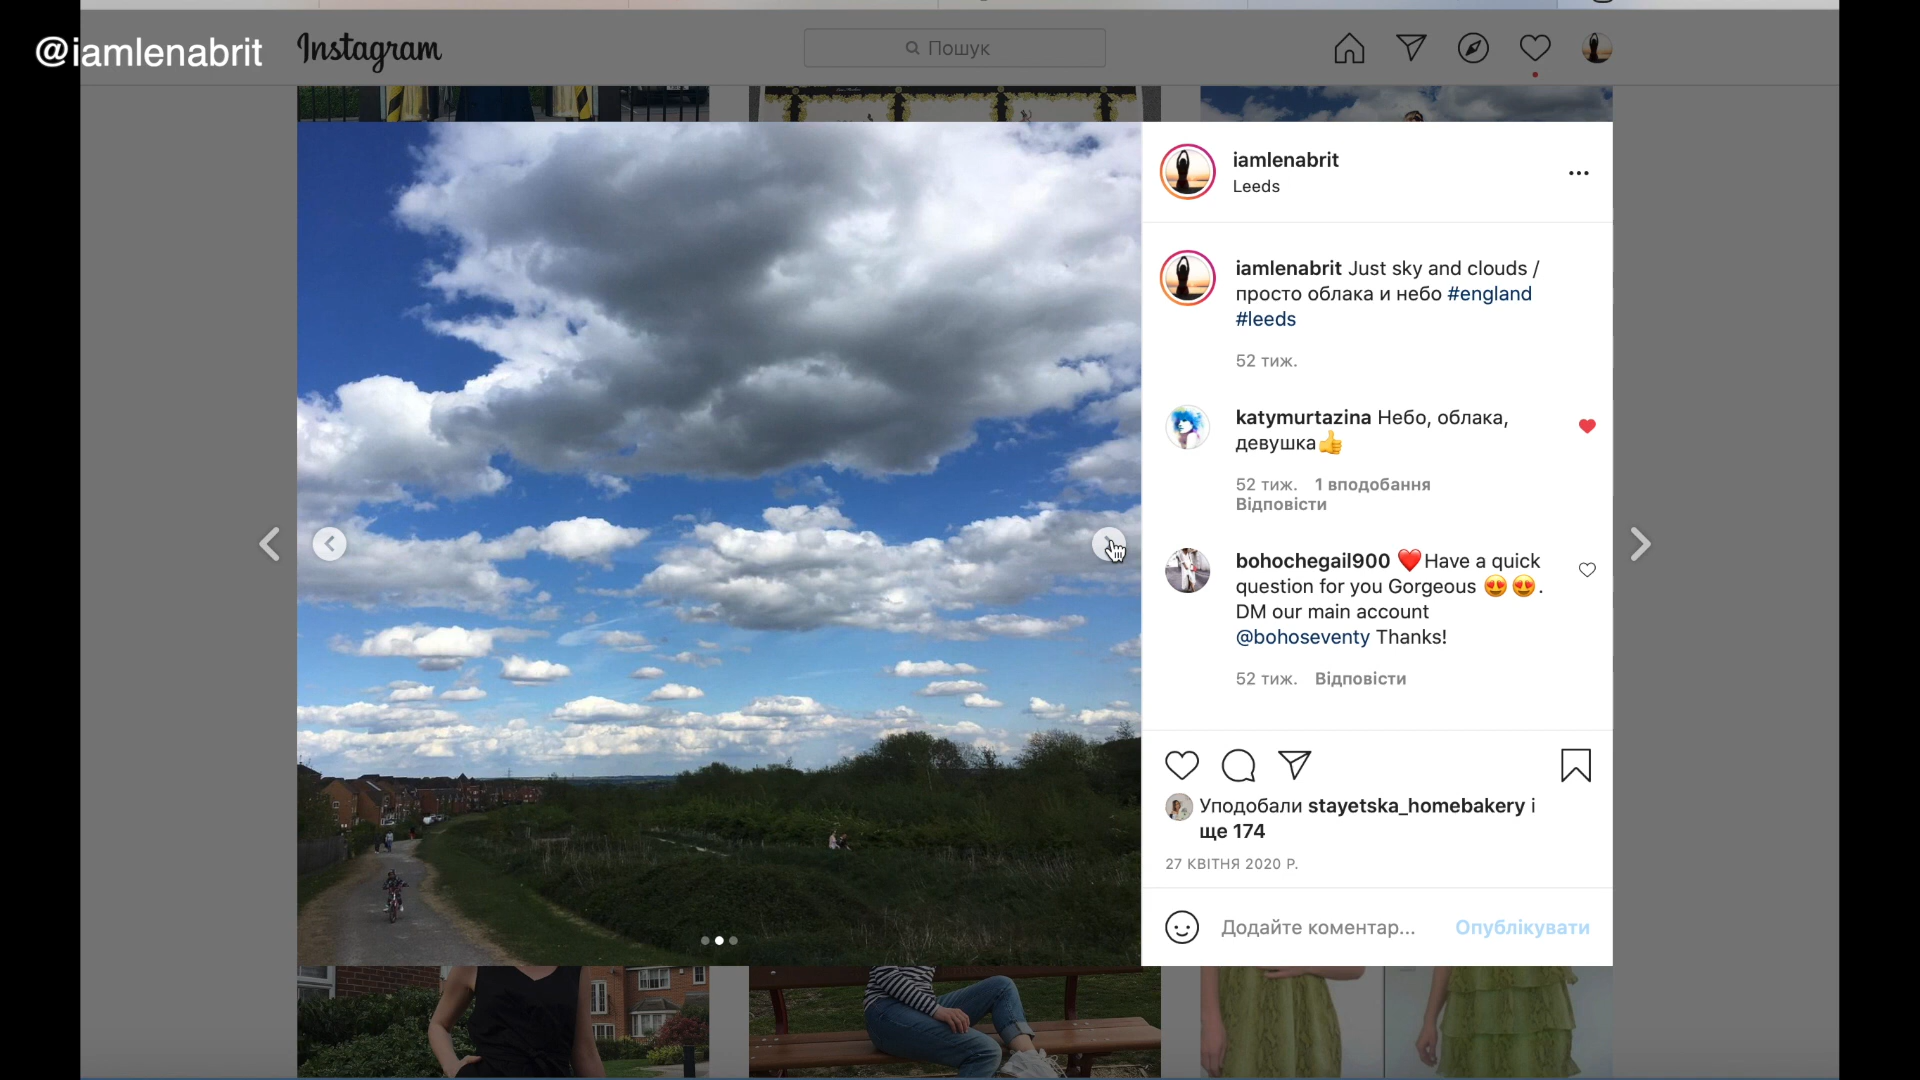 @iamlenabrit
Instagram
Пошук
iamlenabrit
Leeds
iamlenabrit Just sky and clouds /
просто облака и небо #england
#leeds
52 тиж.
katymurtazina Небо, облака,
девушка👍
52 тиж. 1 вподобання
Відповісти
bohochegail900 ❤️Have a quick
question for you Gorgeous 😍😍.
DM our main account
@bohoseventy Thanks!
52 тиж. Відповісти
Уподобали stayetska_homebakery і
ще 174
27 КВІТНЯ 2020 Р.
Додайте коментар...
Опублікувати